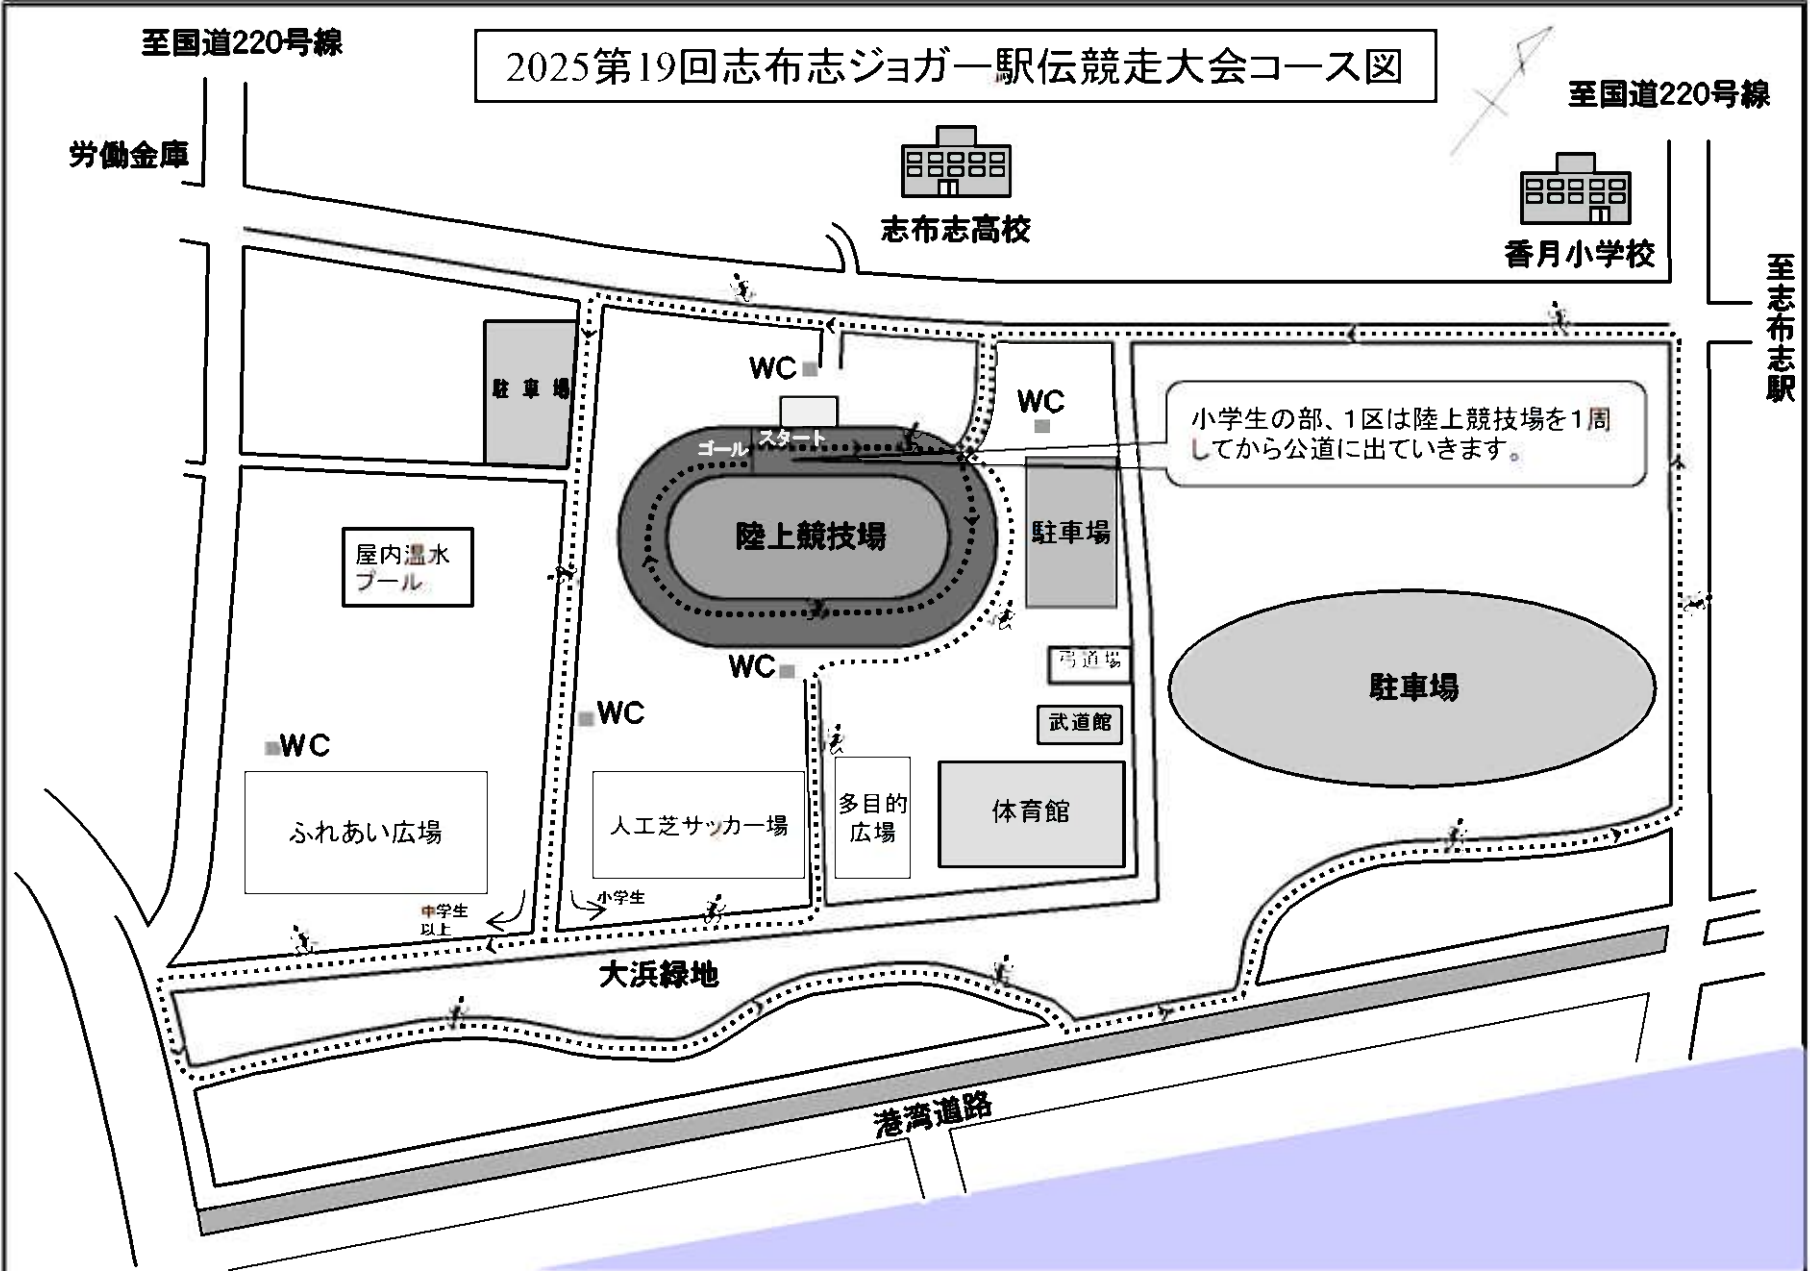 至国道220号線
2025第19回志布志ジョガー駅伝競走大会コース図
至国道220号線
労働金庫
志布志高校
香月小学校
至志布志駅
WC
駐車場
WC
小学生の部、1区は陸上競技場を1周
してから公道に出ていきます。
スタート
ゴール
陸上競技場
駐車場
屋内温水
プール
弓道場
WC
駐車場
WC
武道館
WC
ふれあい広場
人工芝サッカー場
多目的
広場
体育館
小学生
中学生
以上
大浜緑地
港湾道路